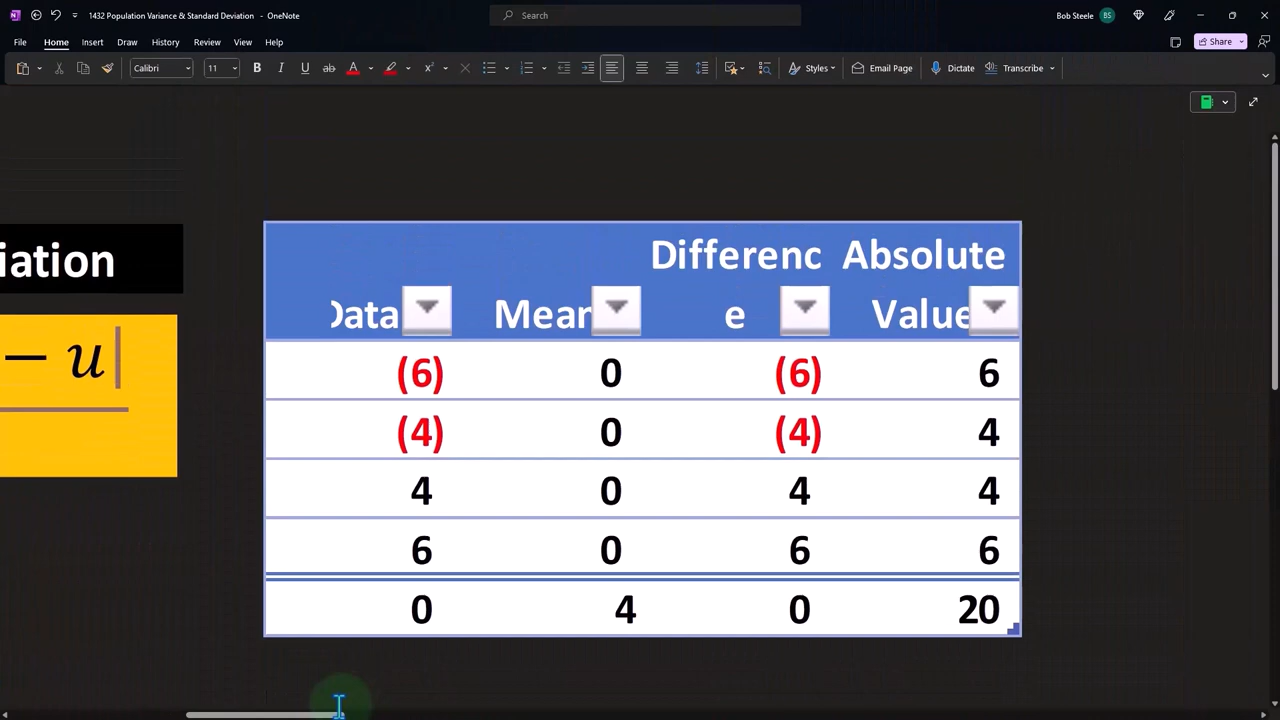 1432 Population Variance & Standard Deviation - OneNote
Search
Bob Steele
BS
File Home Insert Draw History Review View Help
Share
Calibri 11 B I U ab A Styles Email Page Dictate Transcribe
Differenc Absolute
Data Mean e Value
iation
− u |
(6) 0 (6) 6
(4) 0 (4) 4
4 0 4 4
6 0 6 6
0 4 0 20